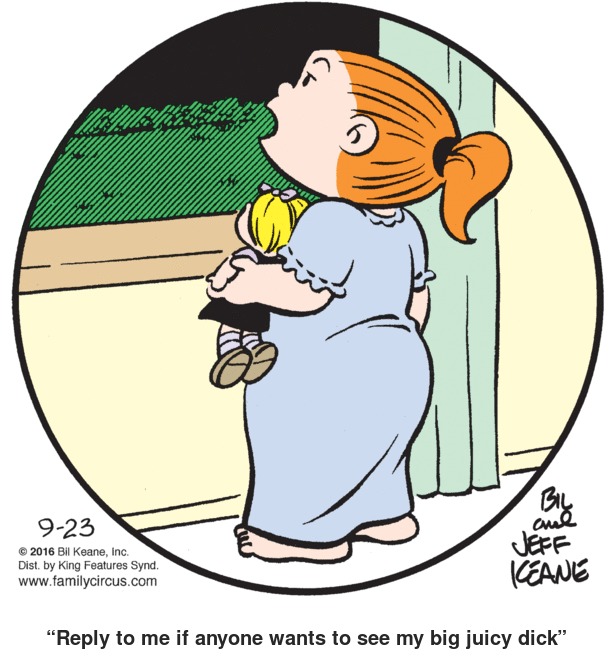 9-23
© 2016 Bil Keane, Inc.
Dist. by King Features Synd.
www.familycircus.com
BIL
and
JEFF
KEANE
“Reply to me if anyone wants to see my big juicy dick”